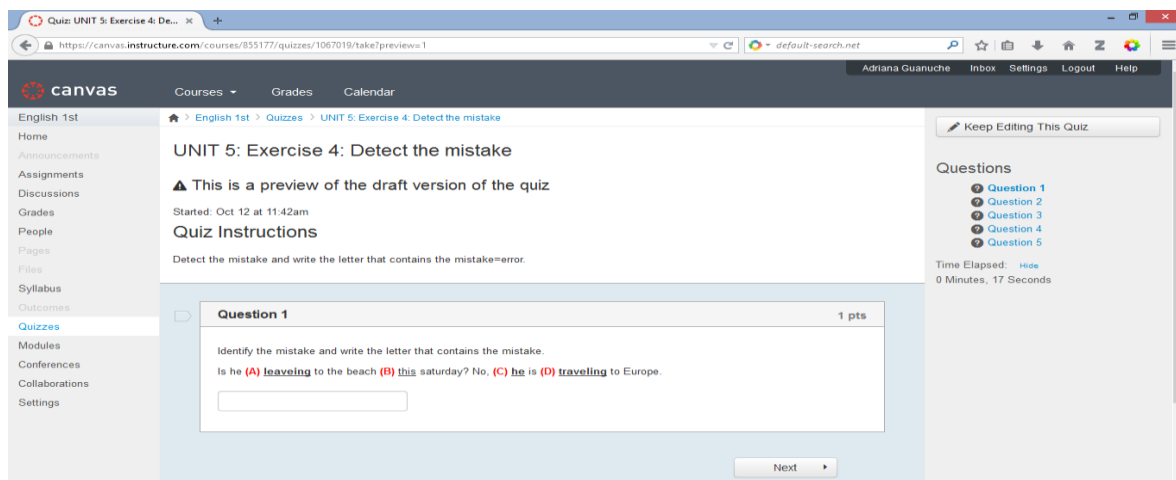 Quiz: UNIT 5: Exercise 4: De...
https://canvas.instructure.com/courses/855177/quizzes/1067019/take?preview=1
default-search.net
Adriana Guanuche Inbox Settings Logout Help
canvas Courses Grades Calendar
English 1st
Home
Announcements
Assignments
Discussions
Grades
People
Pages
Files
Syllabus
Outcomes
Quizzes
Modules
Conferences
Collaborations
Settings
English 1st > Quizzes > UNIT 5: Exercise 4: Detect the mistake
UNIT 5: Exercise 4: Detect the mistake
This is a preview of the draft version of the quiz
Started: Oct 12 at 11:42am
Quiz Instructions
Detect the mistake and write the letter that contains the mistake=error.
Question 1 1 pts
Identify the mistake and write the letter that contains the mistake.
Is he (A) leaveing to the beach (B) this saturday? No, (C) he is (D) traveling to Europe.
Next
Keep Editing This Quiz
Questions
Question 1
Question 2
Question 3
Question 4
Question 5
Time Elapsed: Hide
0 Minutes, 17 Seconds